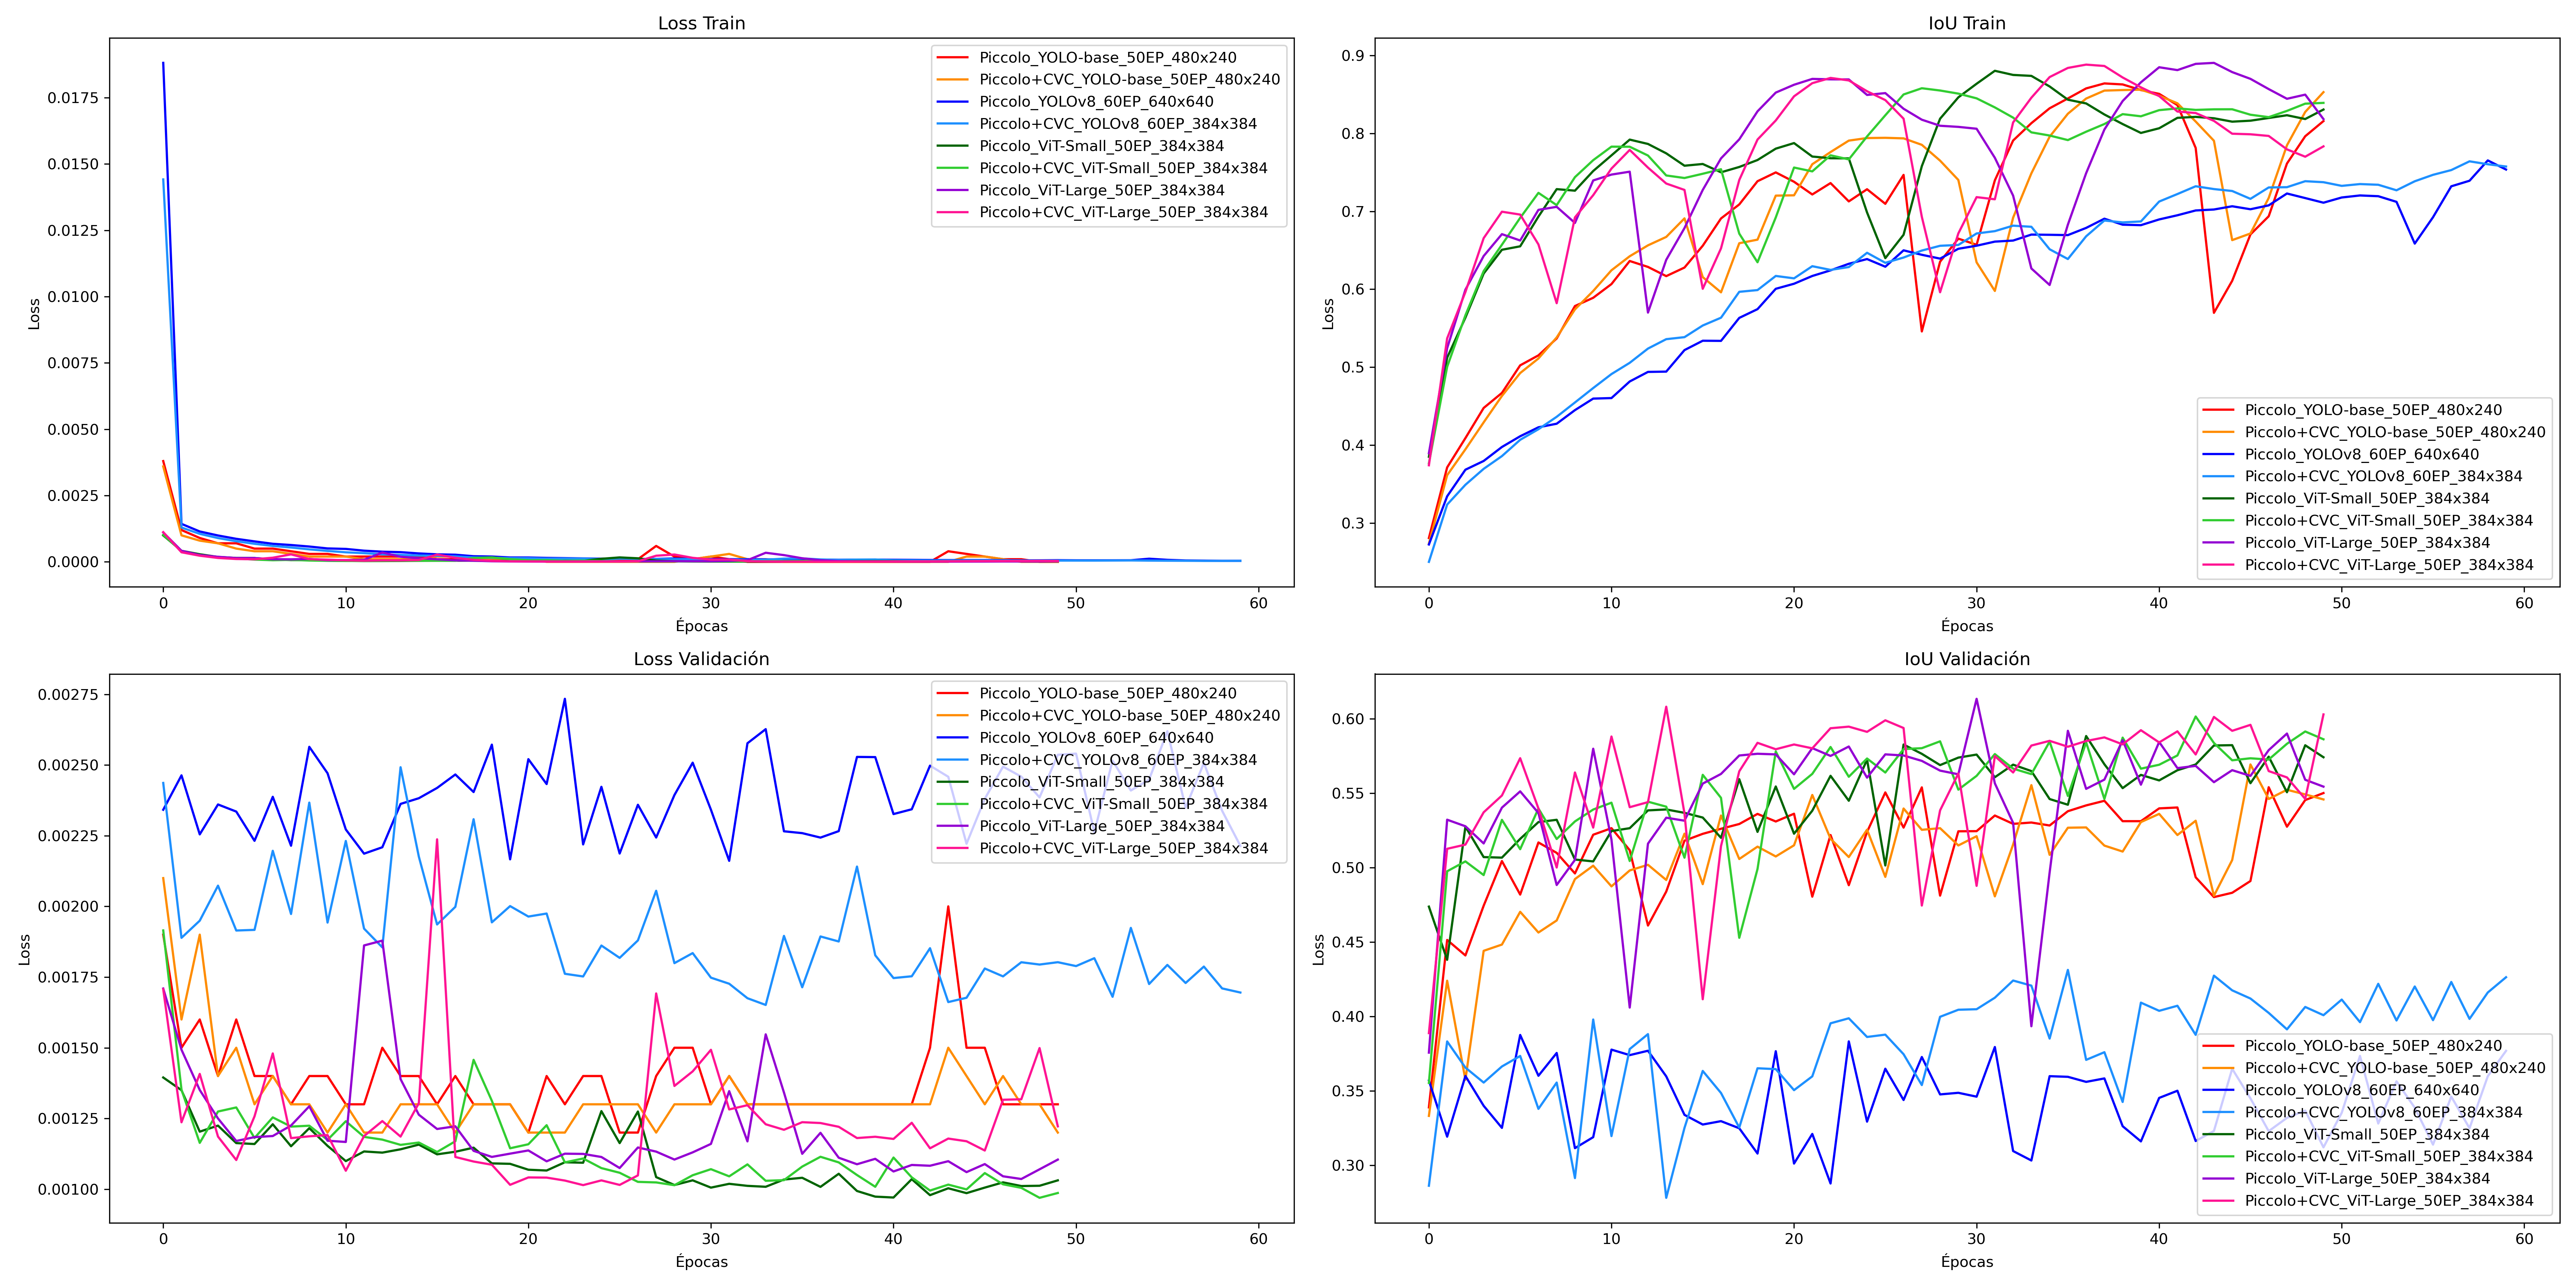 Loss Train
Loss
0.0175
0.0150
0.0125
0.0100
0.0075
0.0050
0.0025
0.0000
0 10 20 30 40 50 60
Épocas
Piccolo_YOLO-base_50EP_480x240
Piccolo+CVC_YOLO-base_50EP_480x240
Piccolo_YOLOv8_60EP_640x640
Piccolo+CVC_YOLOv8_60EP_384x384
Piccolo_ViT-Small_50EP_384x384
Piccolo+CVC_ViT-Small_50EP_384x384
Piccolo_ViT-Large_50EP_384x384
Piccolo+CVC_ViT-Large_50EP_384x384
IoU Train
Loss
0.9
0.8
0.7
0.6
0.5
0.4
0.3
0 10 20 30 40 50 60
Épocas
Piccolo_YOLO-base_50EP_480x240
Piccolo+CVC_YOLO-base_50EP_480x240
Piccolo_YOLOv8_60EP_640x640
Piccolo+CVC_YOLOv8_60EP_384x384
Piccolo_ViT-Small_50EP_384x384
Piccolo+CVC_ViT-Small_50EP_384x384
Piccolo_ViT-Large_50EP_384x384
Piccolo+CVC_ViT-Large_50EP_384x384
Loss Validación
Loss
0.00275
0.00250
0.00225
0.00200
0.00175
0.00150
0.00125
0.00100
0 10 20 30 40 50 60
Épocas
Piccolo_YOLO-base_50EP_480x240
Piccolo+CVC_YOLO-base_50EP_480x240
Piccolo_YOLOv8_60EP_640x640
Piccolo+CVC_YOLOv8_60EP_384x384
Piccolo_ViT-Small_50EP_384x384
Piccolo+CVC_ViT-Small_50EP_384x384
Piccolo_ViT-Large_50EP_384x384
Piccolo+CVC_ViT-Large_50EP_384x384
IoU Validación
Loss
0.60
0.55
0.50
0.45
0.40
0.35
0.30
0 10 20 30 40 50 60
Épocas
Piccolo_YOLO-base_50EP_480x240
Piccolo+CVC_YOLO-base_50EP_480x240
Piccolo_YOLOv8_60EP_640x640
Piccolo+CVC_YOLOv8_60EP_384x384
Piccolo_ViT-Small_50EP_384x384
Piccolo+CVC_ViT-Small_50EP_384x384
Piccolo_ViT-Large_50EP_384x384
Piccolo+CVC_ViT-Large_50EP_384x384